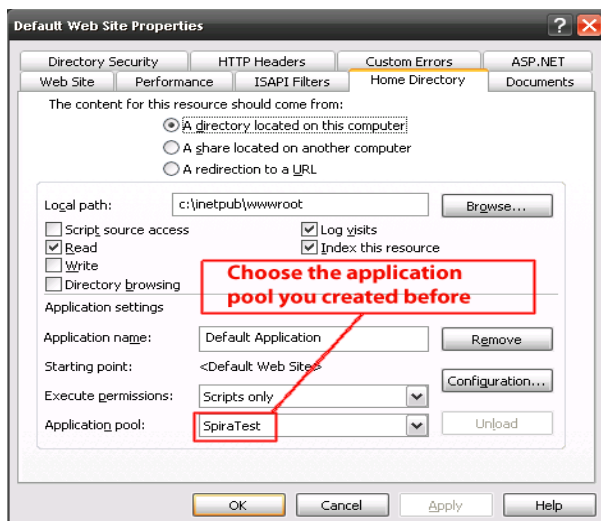 Default Web Site Properties
?
Directory Security HTTP Headers Custom Errors ASP.NET
Web Site Performance ISAPI Filters Home Directory Documents
The content for this resource should come from:
A directory located on this computer
A share located on another computer
A redirection to a URL
Local path: c:\inetpub\wwwroot Browse...
Script source access Log visits
Read Index this resource
Write
Directory browsing
Choose the application
pool you created before
Application settings
Application name: Default Application Remove
Starting point: <Default Web Site>
Configuration...
Execute permissions: Scripts only
Application pool: SpiraTest Unload
OK Cancel Apply Help